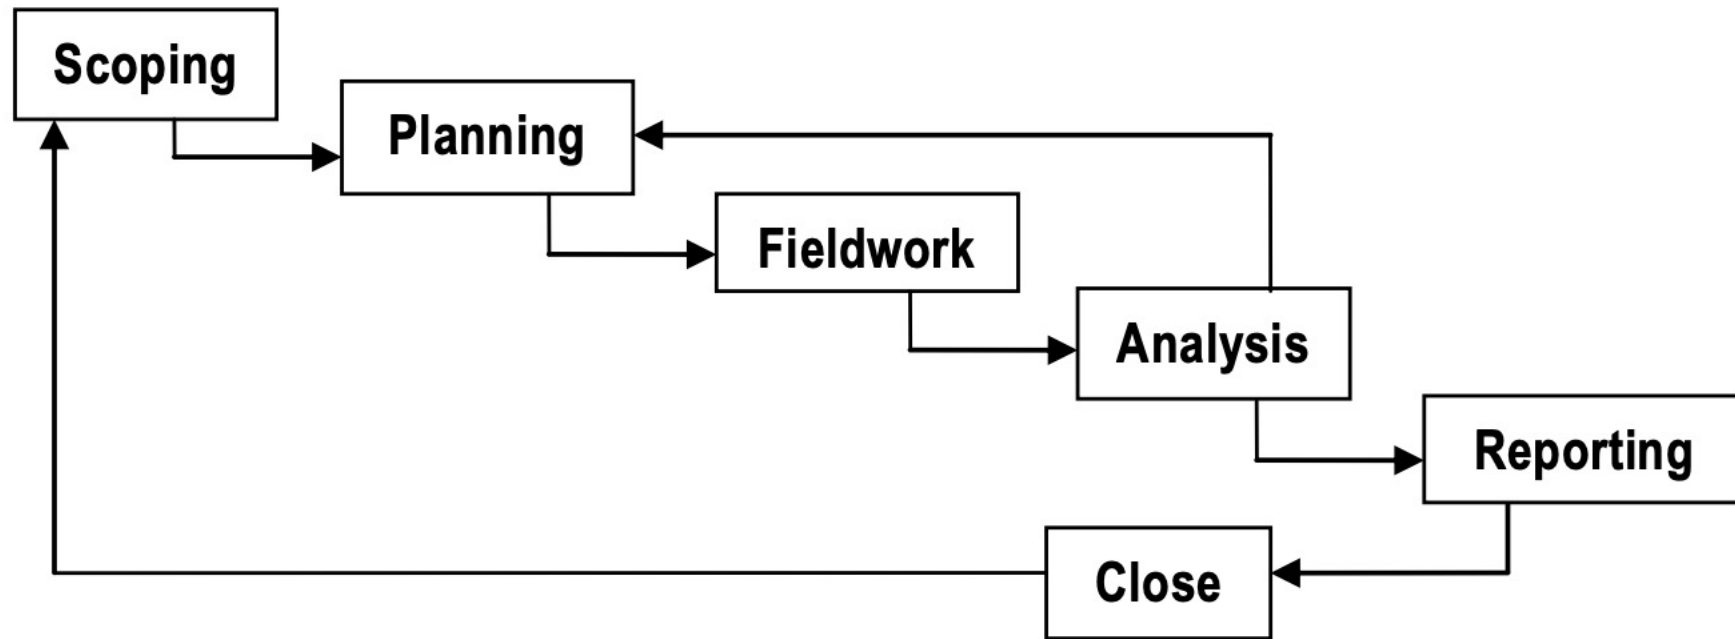 Scoping
Planning
Fieldwork
Analysis
Reporting
Close